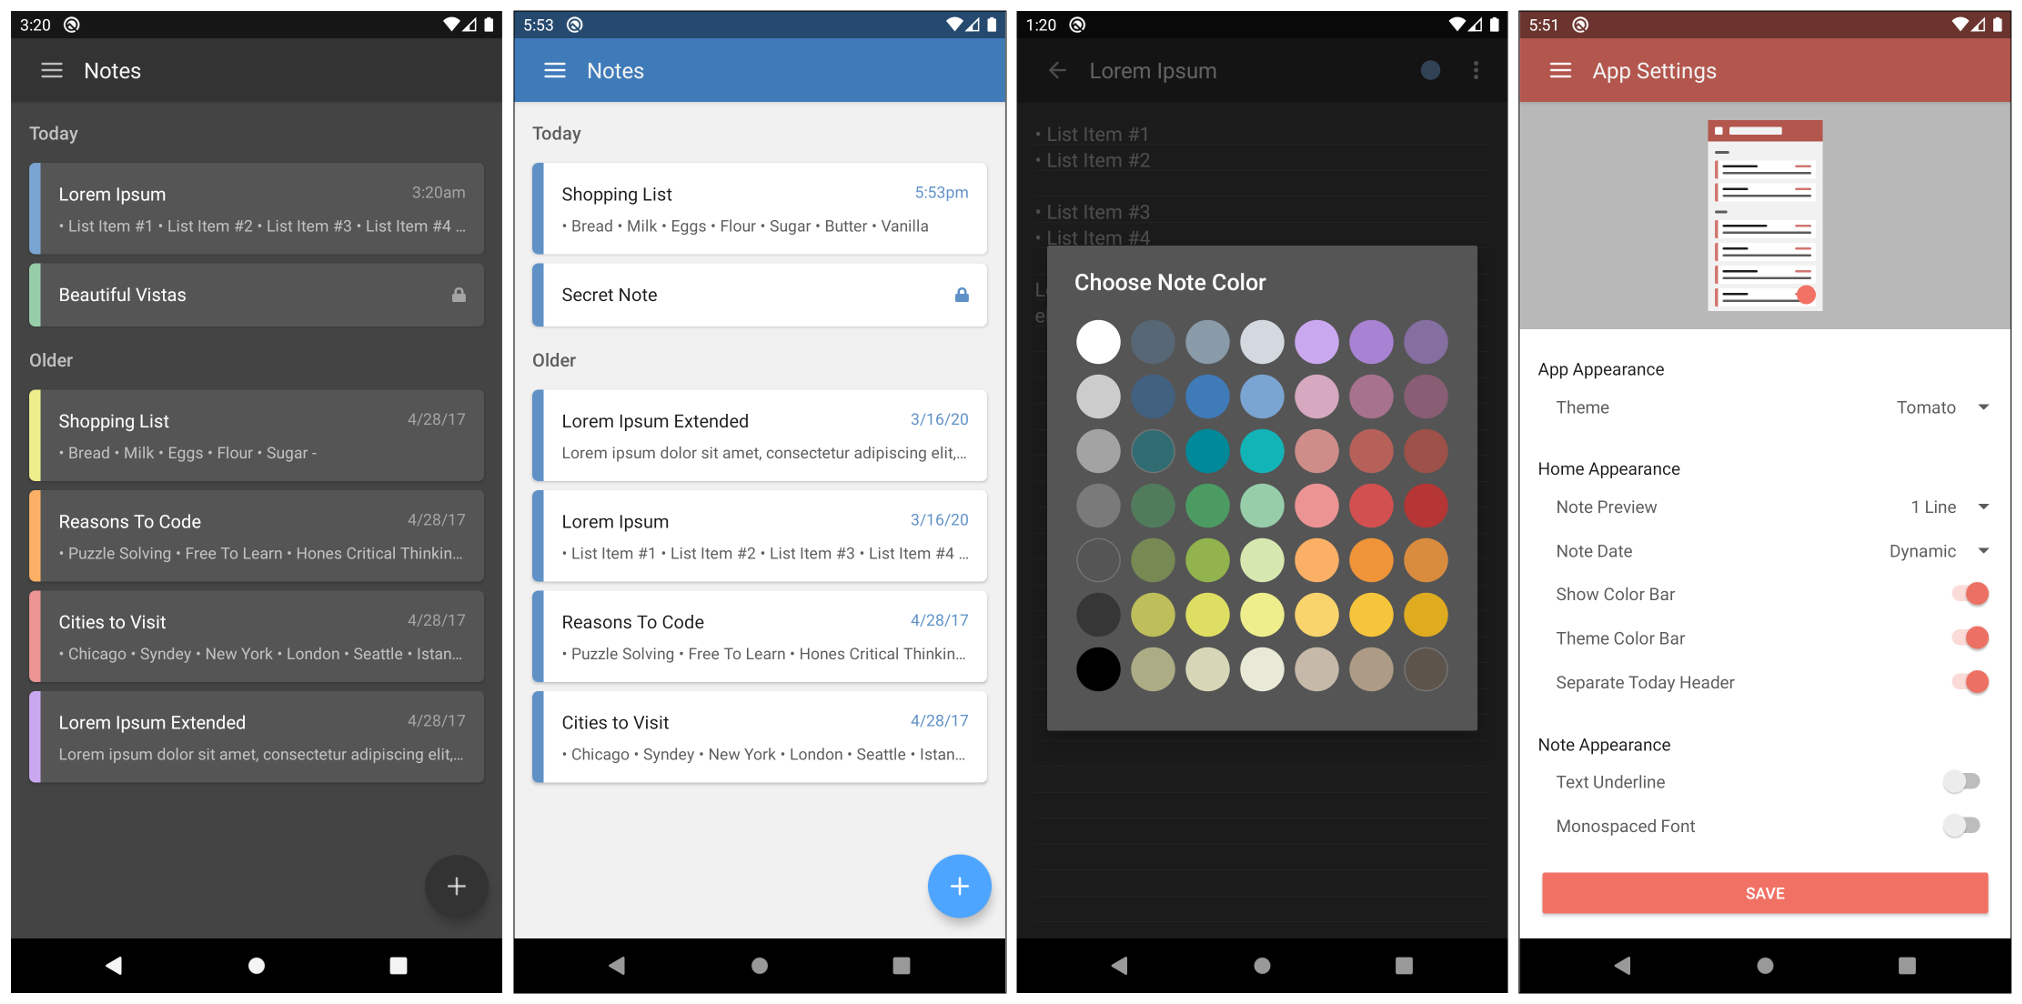 3:20
Notes
Today
Lorem Ipsum 3:20am
• List Item #1 • List Item #2 • List Item #3 • List Item #4 ...
Beautiful Vistas
Older
Shopping List 4/28/17
• Bread • Milk • Eggs • Flour • Sugar -
Reasons To Code 4/28/17
• Puzzle Solving • Free To Learn • Hones Critical Thinkin...
Cities to Visit 4/28/17
• Chicago • Syndey • New York • London • Seattle • Istan...
Lorem Ipsum Extended 4/28/17
Lorem ipsum dolor sit amet, consectetur adipiscing elit,...
+
5:53
Notes
Today
Shopping List 5:53pm
• Bread • Milk • Eggs • Flour • Sugar • Butter • Vanilla
Secret Note
Older
Lorem Ipsum Extended 3/16/20
Lorem ipsum dolor sit amet, consectetur adipiscing elit,...
Lorem Ipsum 3/16/20
• List Item #1 • List Item #2 • List Item #3 • List Item #4 ...
Reasons To Code 4/28/17
• Puzzle Solving • Free To Learn • Hones Critical Thinkin...
Cities to Visit 4/28/17
• Chicago • Syndey • New York • London • Seattle • Istan...
+
1:20
Lorem Ipsum
• List Item #1
• List Item #2
• List Item #3
• List Item #4
Choose Note Color
5:51
App Settings
App Appearance
Theme Tomato
Home Appearance
Note Preview 1 Line
Note Date Dynamic
Show Color Bar
Theme Color Bar
Separate Today Header
Note Appearance
Text Underline
Monospaced Font
SAVE